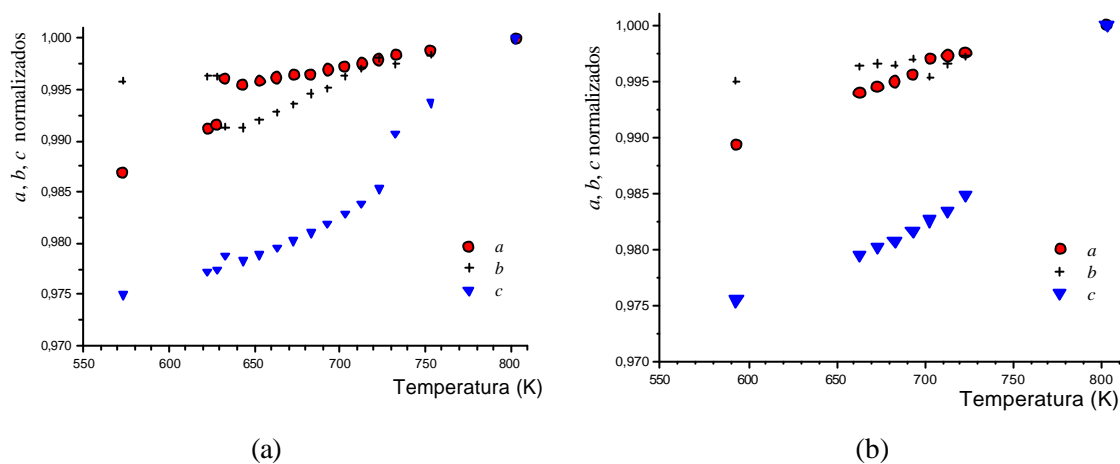 1,000
0,995
0,990
0,985
0,980
0,975
0,970
a, b, c normalizados
a
b
c
550 600 650 700 750 800
Temperatura (K)
(a)
1,000
0,995
0,990
0,985
0,980
0,975
0,970
a, b, c normalizados
a
b
c
550 600 650 700 750 800
Temperatura (K)
(b)